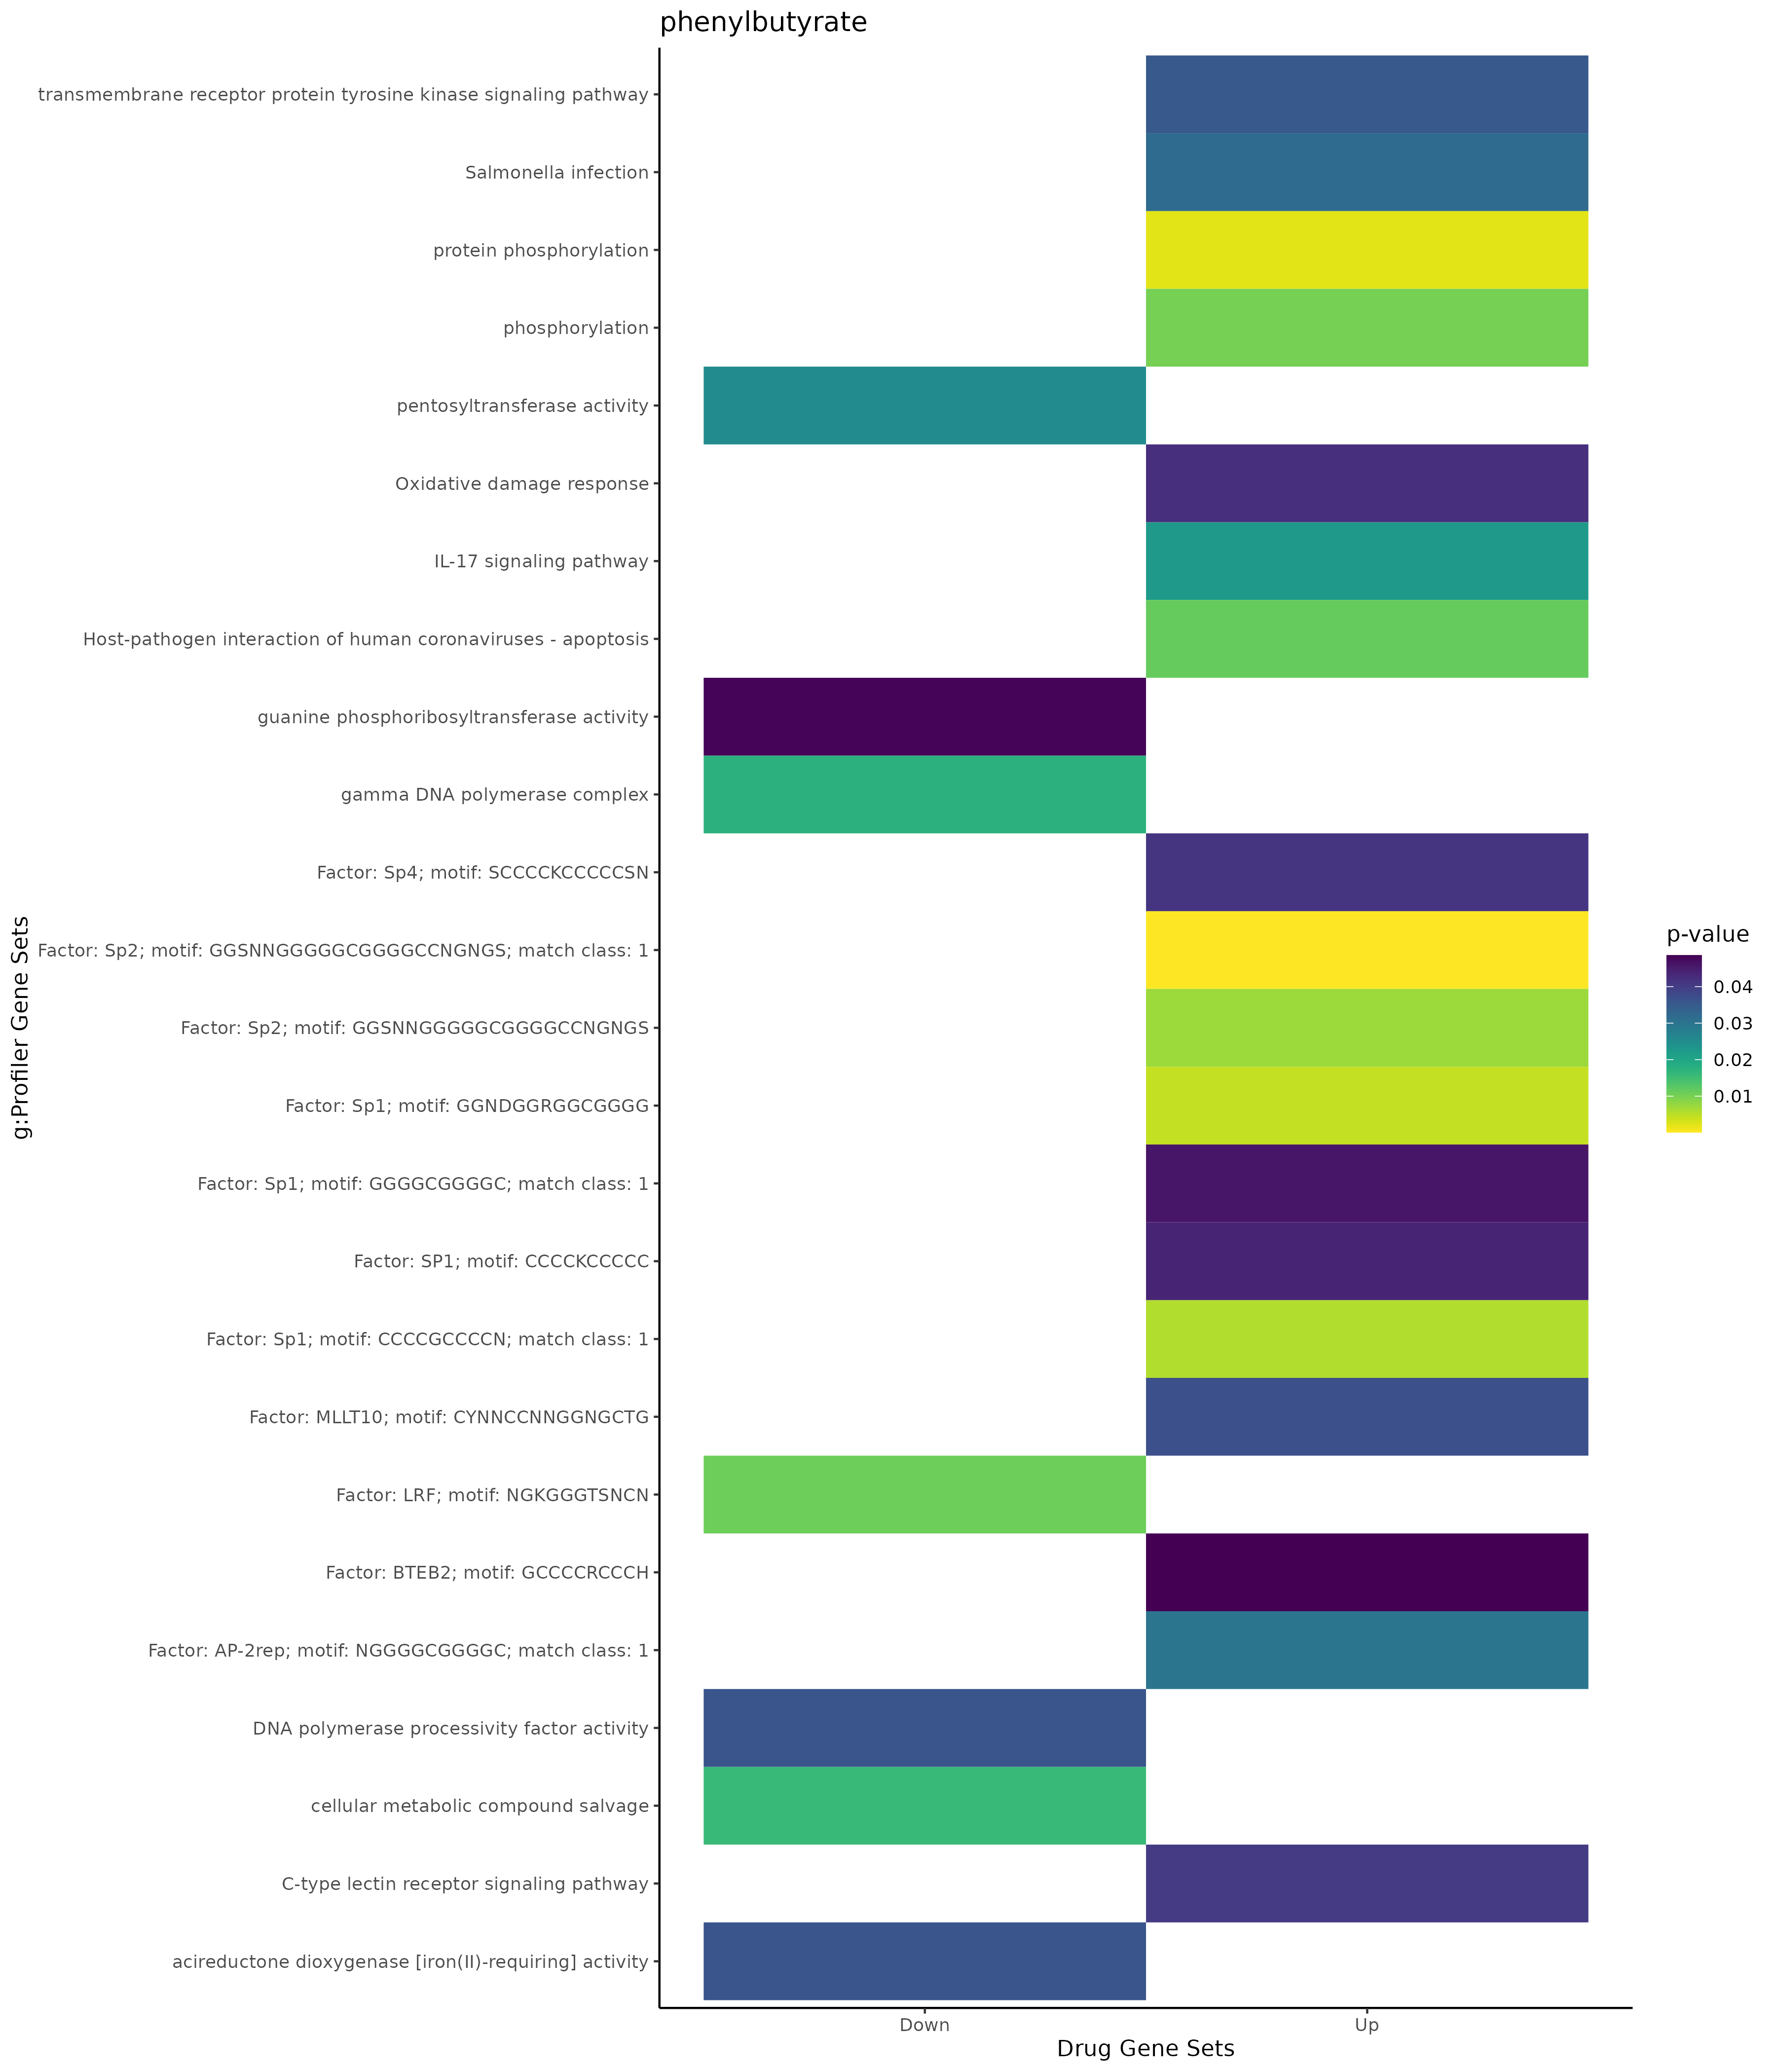 phenylbutyrate
transmembrane receptor protein tyrosine kinase signaling pathway
Salmonella infection
protein phosphorylation
phosphorylation
pentosyltransferase activity
Oxidative damage response
IL-17 signaling pathway
Host-pathogen interaction of human coronaviruses - apoptosis
guanine phosphoribosyltransferase activity
gamma DNA polymerase complex
Factor: Sp4; motif: SCCCCKCCCCCSN
Factor: Sp2; motif: GGSNNGGGGGCGGGGCCNGNGS; match class: 1
Factor: Sp2; motif: GGSNNGGGGGCGGGGCCNGNGS
Factor: Sp1; motif: GGNDGGRGGCGGGG
Factor: Sp1; motif: GGGGCGGGGC; match class: 1
Factor: SP1; motif: CCCCKCCCCC
Factor: Sp1; motif: CCCCGCCCCN; match class: 1
Factor: MLLT10; motif: CYNNCCNNGGNGCTG
Factor: LRF; motif: NGKGGGTSNCN
Factor: BTEB2; motif: GCCCCRCCCH
Factor: AP-2rep; motif: NGGGGCGGGGC; match class: 1
DNA polymerase processivity factor activity
cellular metabolic compound salvage
C-type lectin receptor signaling pathway
acireductone dioxygenase [iron(II)-requiring] activity
g:Profiler Gene Sets
Down
Up
Drug Gene Sets
p-value
0.04
0.03
0.02
0.01